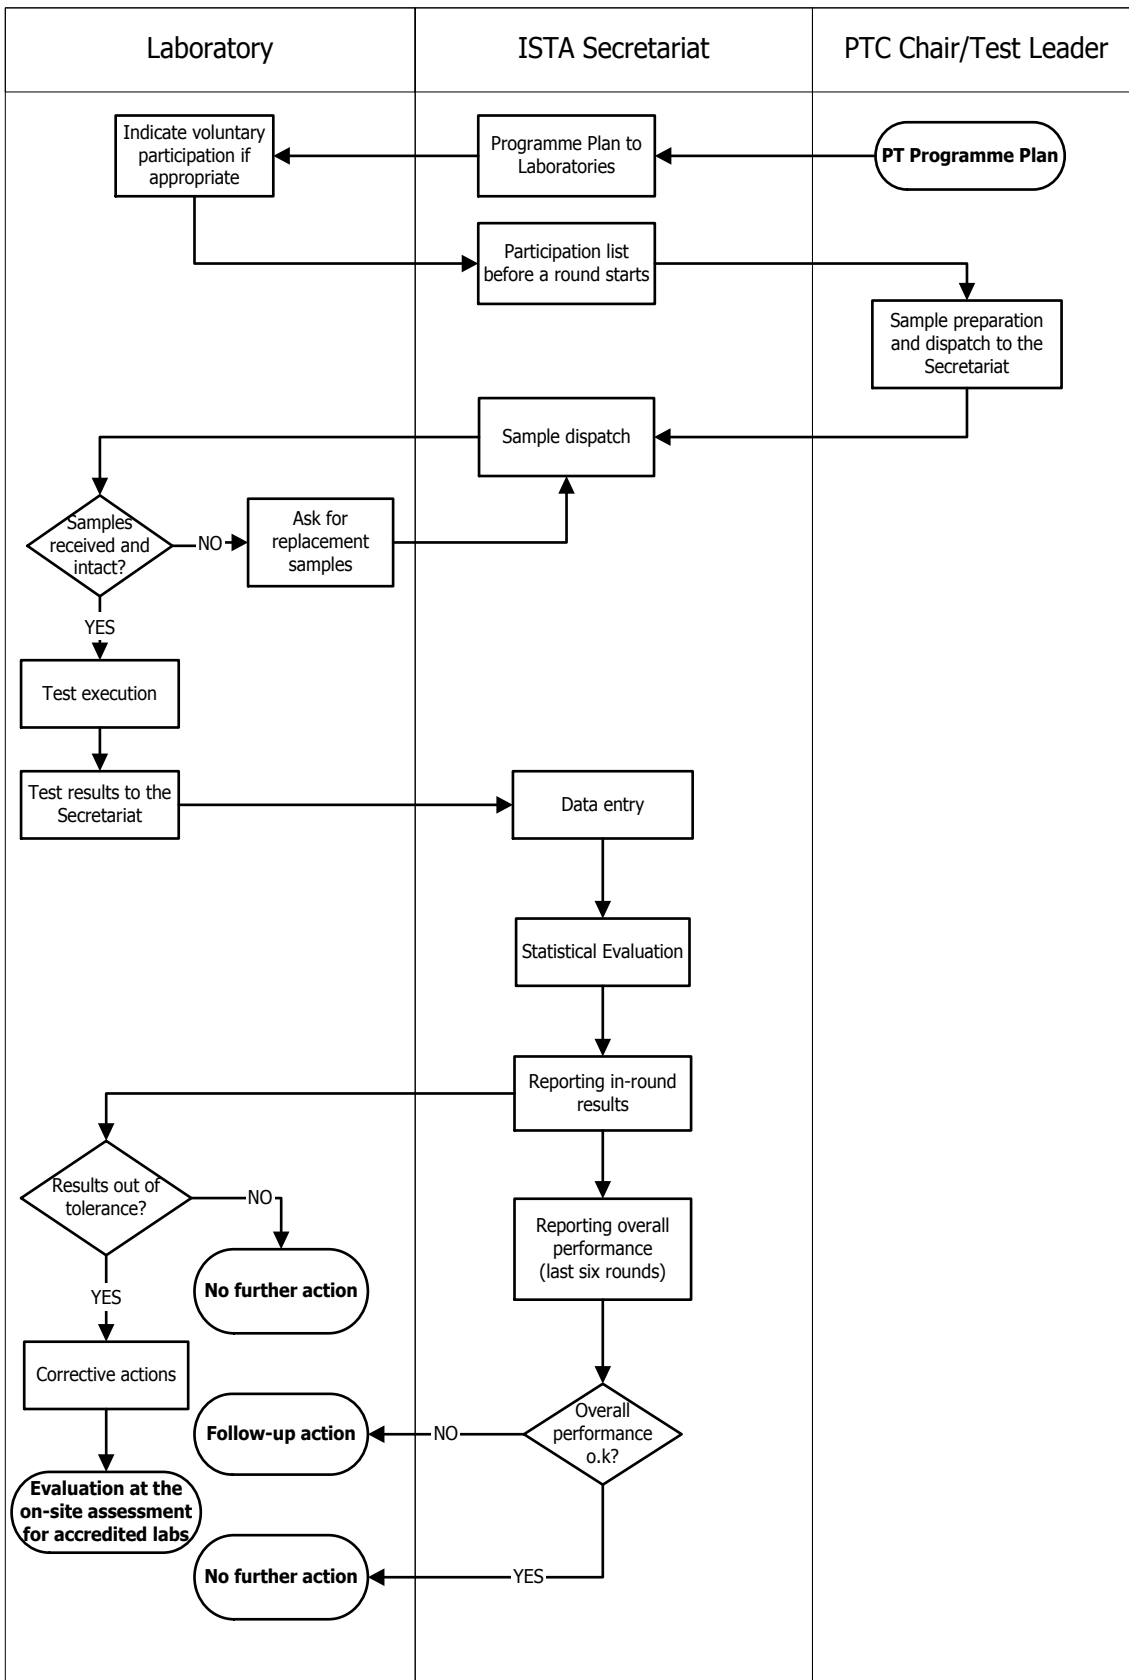 Laboratory
ISTA Secretariat
PTC Chair/Test Leader
Indicate voluntary
participation if
appropriate
Programme Plan to
Laboratories
PT Programme Plan
Participation list
before a round starts
Sample preparation
and dispatch to the
Secretariat
Sample dispatch
Samples
received and
intact?
NO
Ask for
replacement
samples
YES
Test execution
Test results to the
Secretariat
Data entry
Statistical Evaluation
Reporting in-round
results
Results out of
tolerance?
NO
Reporting overall
performance
(last six rounds)
No further action
YES
Corrective actions
Overall
performance
o.k?
NO
Follow-up action
Evaluation at the
on-site assessment
for accredited labs
YES
No further action